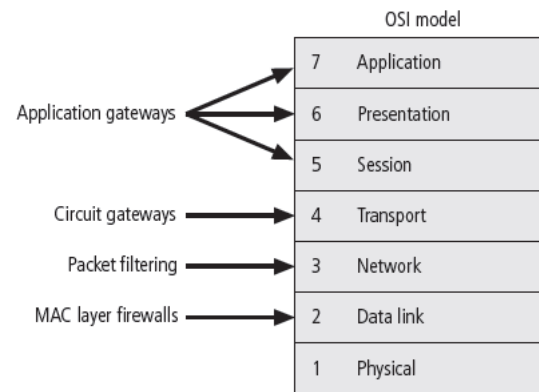 OSI model
7 Application
Application gateways 6 Presentation
5 Session
Circuit gateways 4 Transport
Packet filtering 3 Network
MAC layer firewalls 2 Data link
1 Physical